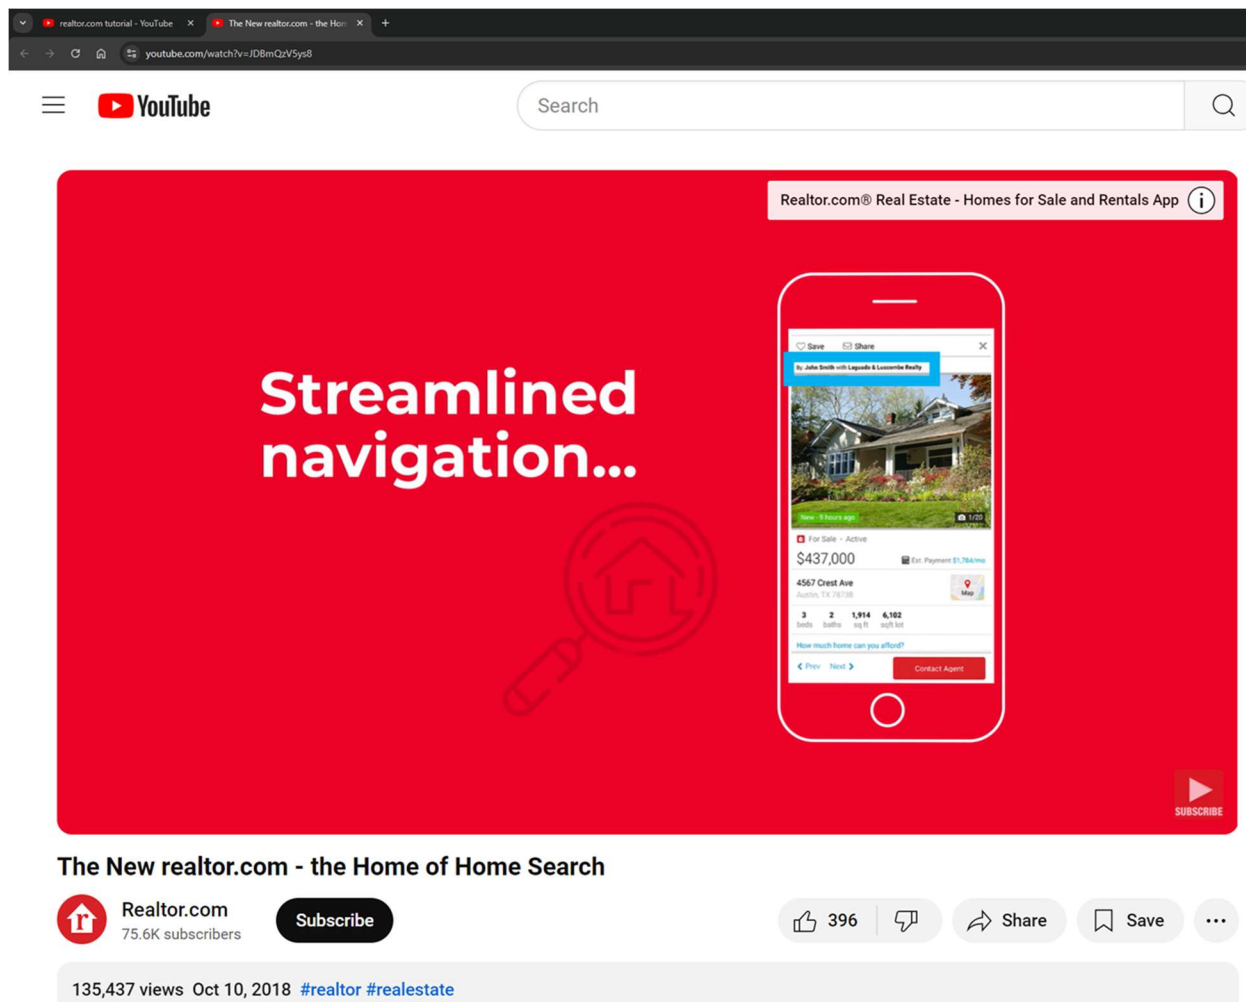 realtor.com tutorial - YouTube
The New realtor.com - the Hom
youtube.com/watch?v=JDBmQzV5ys8
YouTube
Search
Realtor.com® Real Estate - Homes for Sale and Rentals App
Streamlined
navigation...
Save Share
By John Smith with Laguado & Luscombe Realty
New - 9 hours ago 1/20
For Sale - Active
$437,000 Est. Payment $1,784/mo
4567 Crest Ave
Austin, TX 78738 Map
3 2 1,914 6,102
beds baths sq ft sqft lot
How much home can you afford?
Prev Next Contact Agent
SUBSCRIBE
The New realtor.com - the Home of Home Search
Realtor.com
75.6K subscribers
Subscribe
396 Share Save
135,437 views Oct 10, 2018 #realtor #realestate